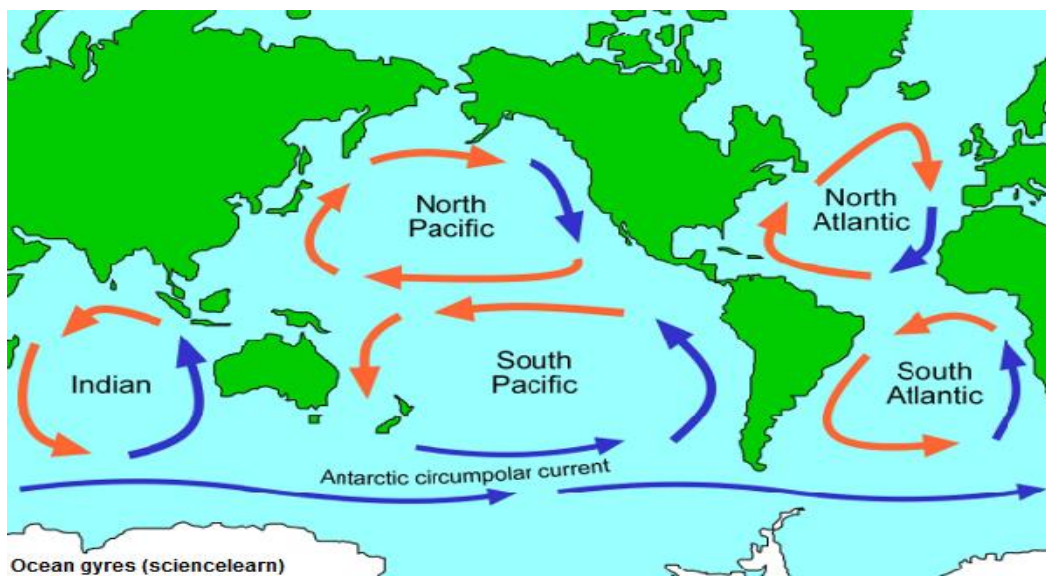 North
Pacific
North
Atlantic
Indian
South
Pacific
South
Atlantic
Antarctic circumpolar current
Ocean gyres (sciencelearn)